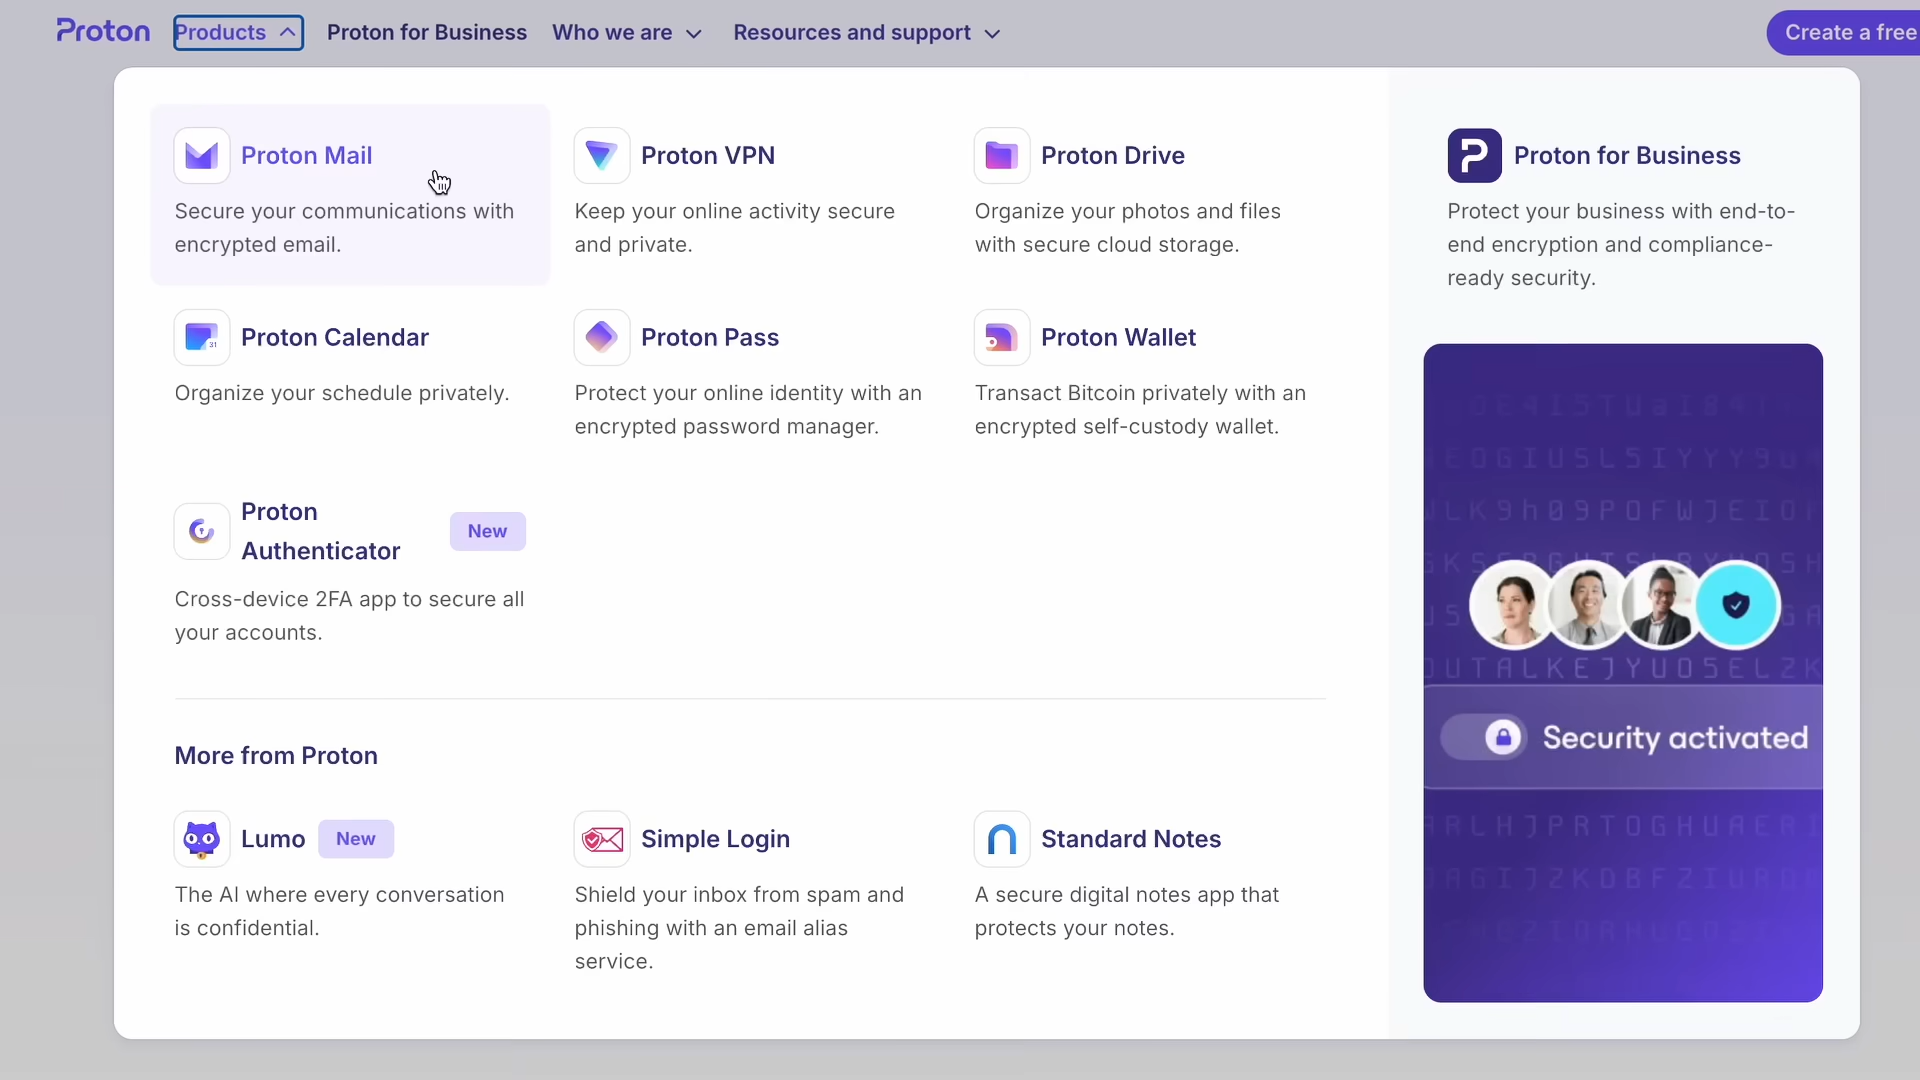 Proton
Products
Proton for Business
Who we are
Resources and support
Create a free
Proton Mail
Secure your communications with
encrypted email.
Proton VPN
Keep your online activity secure
and private.
Proton Drive
Organize your photos and files
with secure cloud storage.
Proton Calendar
31
Organize your schedule privately.
Proton Pass
Protect your online identity with an
encrypted password manager.
Proton Wallet
Transact Bitcoin privately with an
encrypted self-custody wallet.
Proton
Authenticator
New
Cross-device 2FA app to secure all
your accounts.
More from Proton
Lumo
New
The AI where every conversation
is confidential.
Simple Login
Shield your inbox from spam and
phishing with an email alias
service.
Standard Notes
A secure digital notes app that
protects your notes.
Proton for Business
Protect your business with end-to-
end encryption and compliance-
ready security.
Security activated